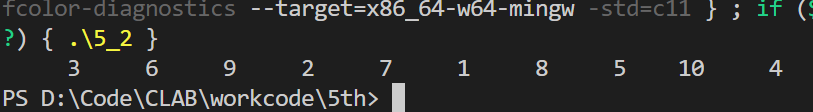 fcolor-diagnostics --target=x86_64-w64-mingw -std=c11 } ; if ($
?) { .\5_2 }
3 6 9 2 7 1 8 5 10 4
PS D:\Code\CLAB\workcode\5th>